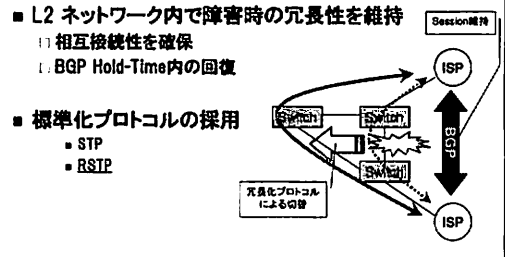 ■ L2 ネットワーク内で障害時の冗長性を維持
□ 相互接続性を確保
□ BGP Hold-Time内の回復
■ 標準化プロトコルの採用
■ STP
■ RSTP
Session維持
ISP
Switch
Switch
BGP
Switch
冗長化プロトコル
による切替
ISP